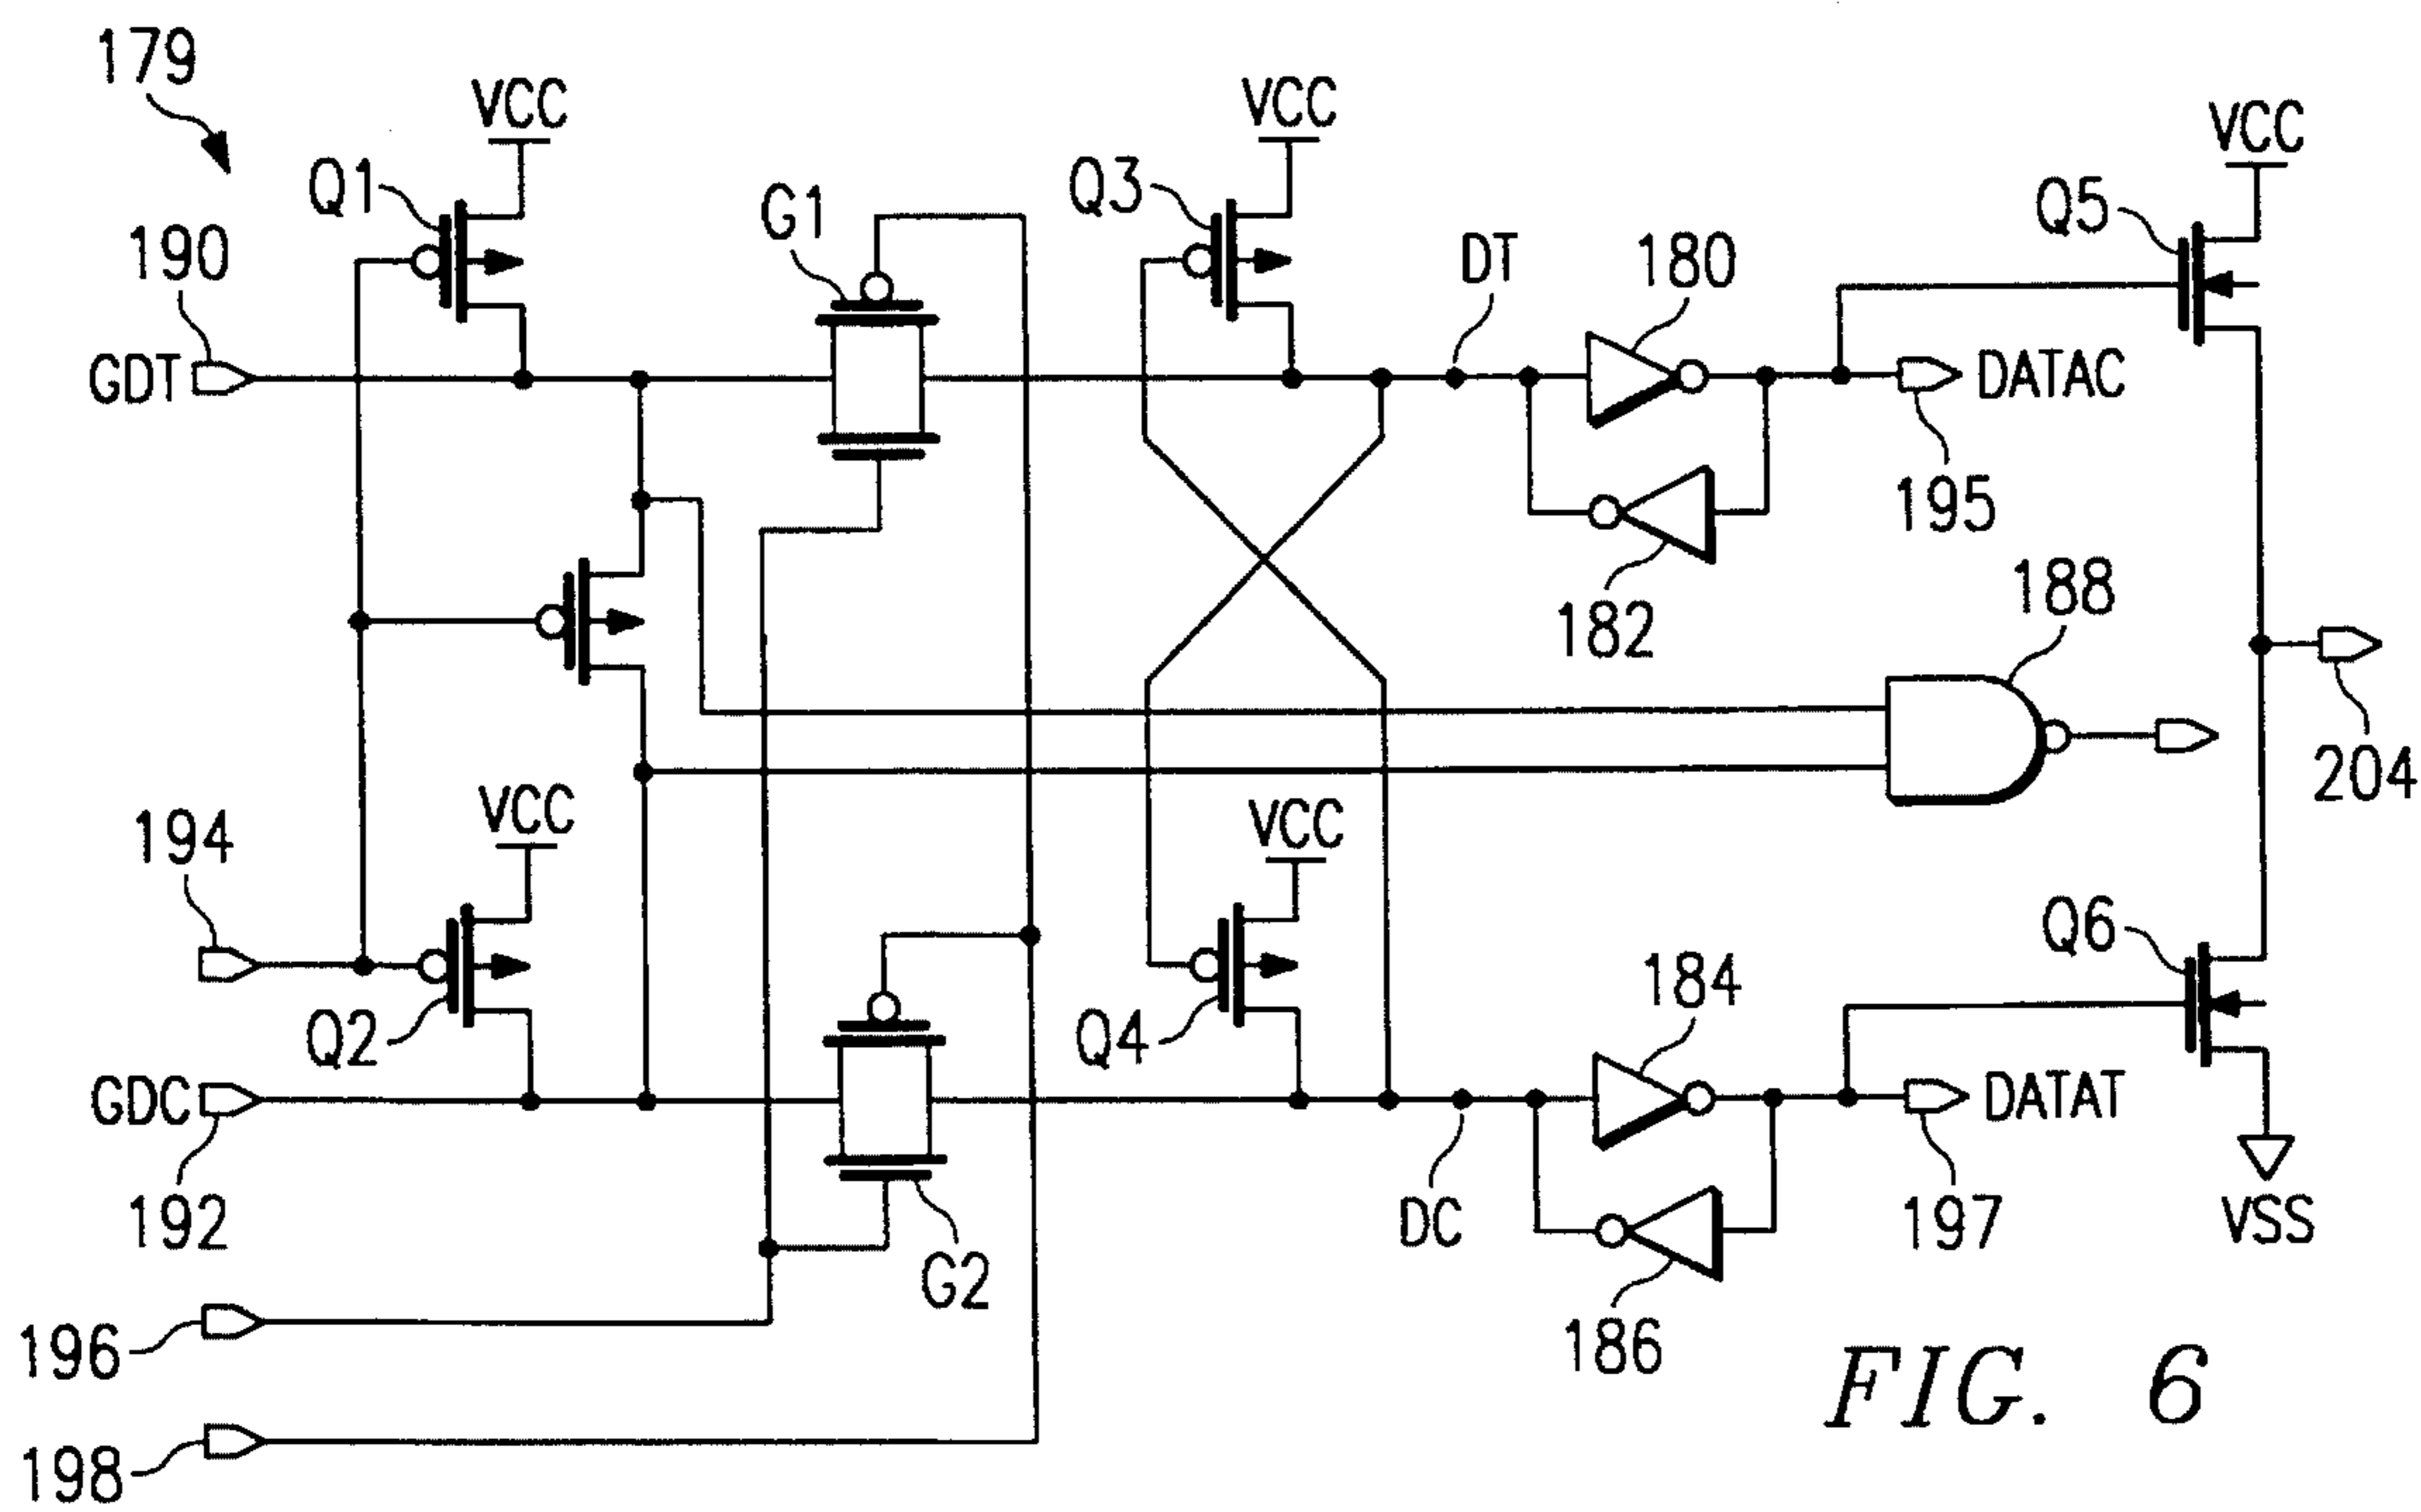 179
VCC
VCC
VCC
Q1
G1
Q3
Q5
190
DT
180
GDT
DATAC
195
182
188
204
194
VCC
VCC
Q2
Q4
184
Q6
GDC
DATAT
192
G2
DC
186
197
VSS
196
198
FIG. 6